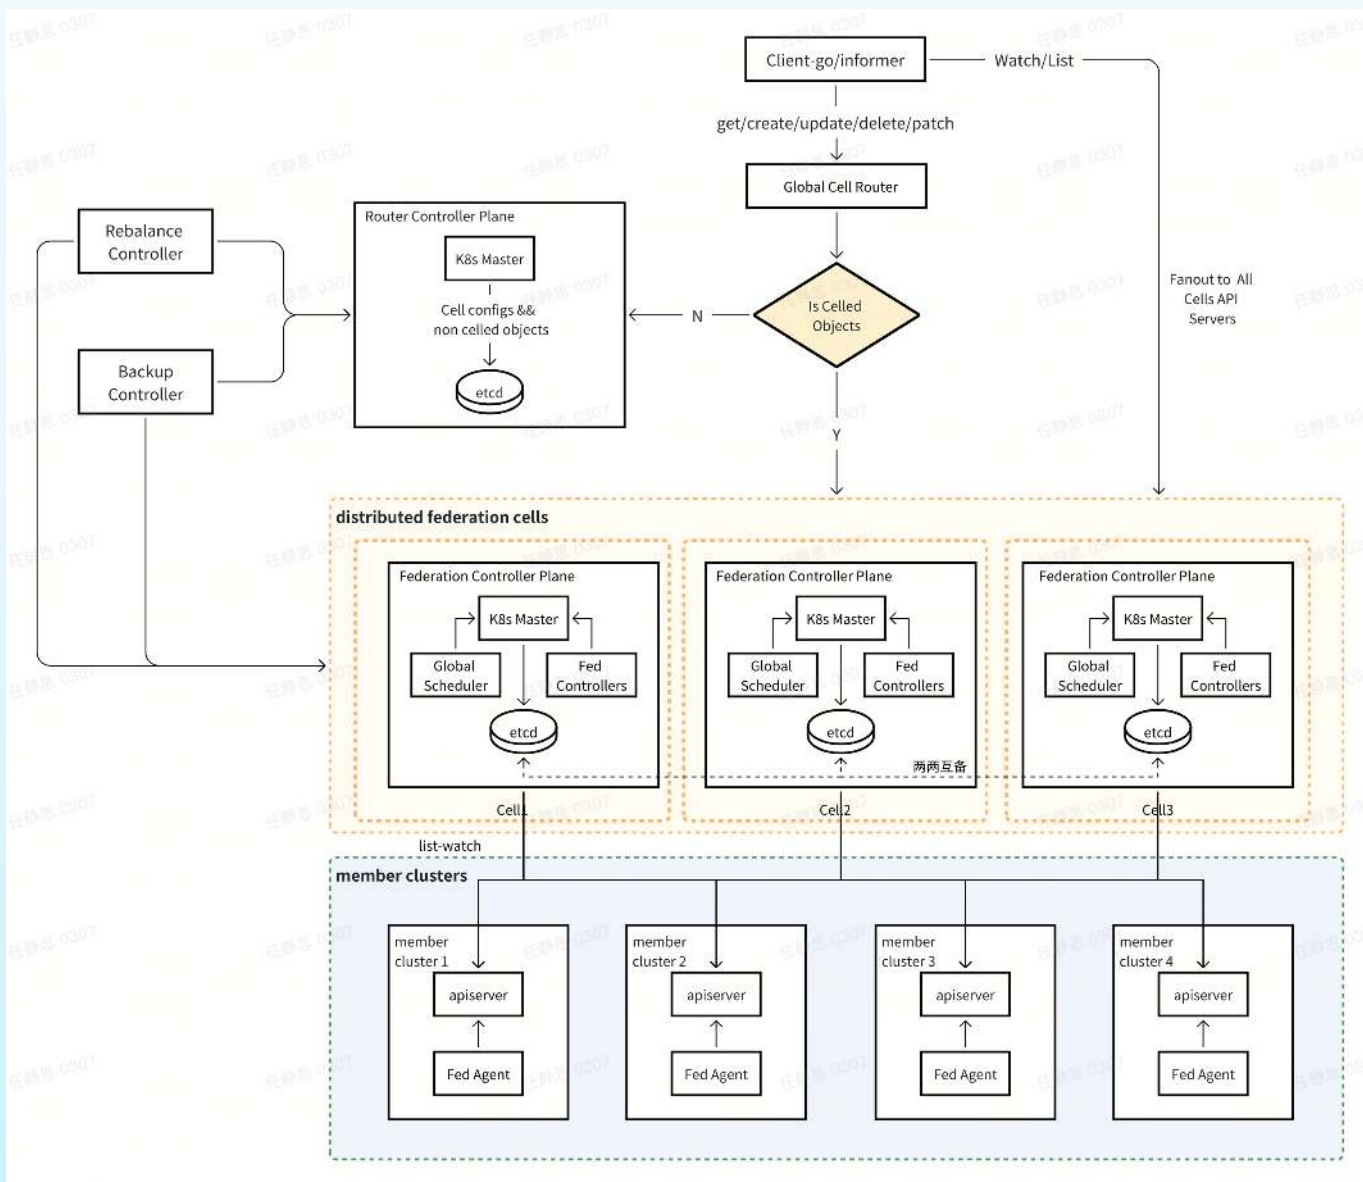 Client-go/informer
Watch/List
get/create/update/delete/patch
Global Cell Router
Router Controller Plane
Rebalance
Controller
K8s Master
Cell configs &&
non celled objects
Is Celled
Objects
N
Fanout to All
Cells API
Servers
Backup
Controller
etcd
Y
distributed federation cells
Federation Controller Plane
K8s Master
Global
Scheduler
Fed
Controllers
etcd
Cell1
Federation Controller Plane
K8s Master
Global
Scheduler
Fed
Controllers
etcd
两两互备
Cell2
Federation Controller Plane
K8s Master
Global
Scheduler
Fed
Controllers
etcd
Cell3
list-watch
member clusters
member
cluster 1
apiserver
Fed Agent
member
cluster 2
apiserver
Fed Agent
member
cluster 3
apiserver
Fed Agent
member
cluster 4
apiserver
Fed Agent